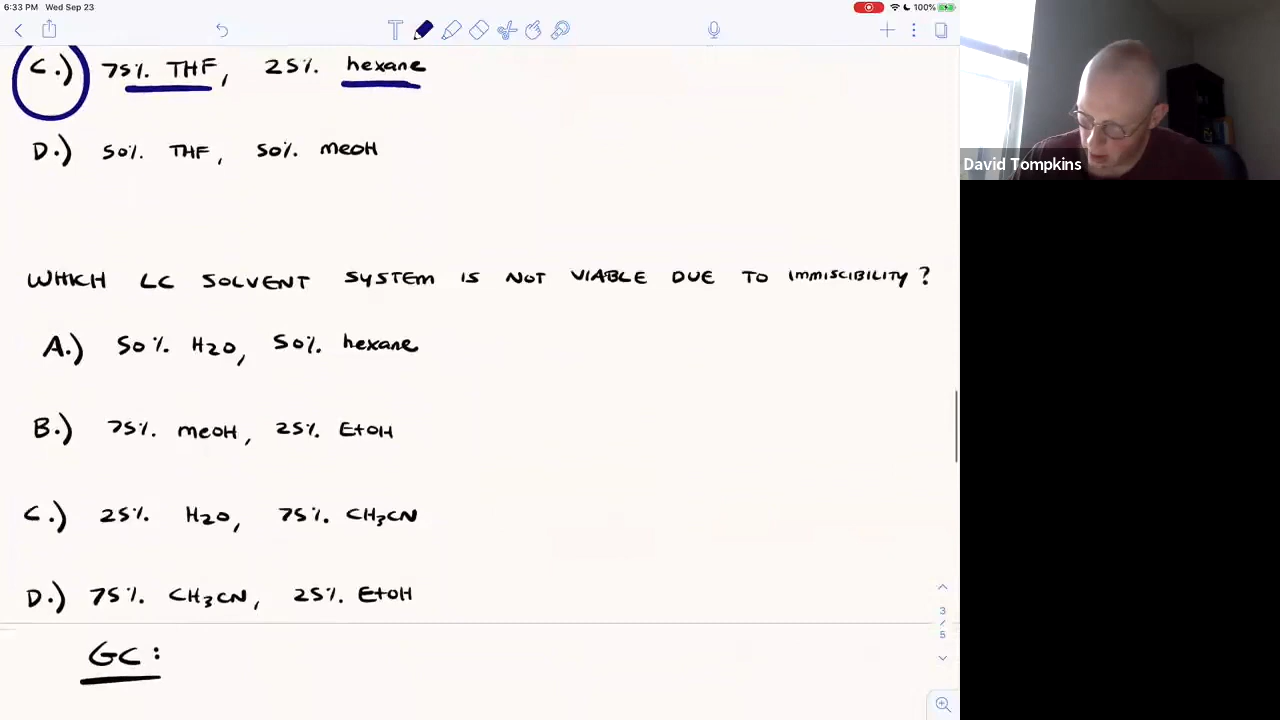 6:33 PM Wed Sep 23
100%
T
C.) 75% THF, 25% hexane
D.) 50% THF, 50% meOH
David Tompkins
WHICH LC SOLVENT SYSTEM IS NOT VIABLE DUE TO IMMISCIBILITY?
A.) 50% H2O, 50% hexane
B.) 75% meOH, 25% EtOH
C.) 25% H2O, 75% CH3CN
D.) 75% CH3CN, 25% EtOH
3
/
5
GC: